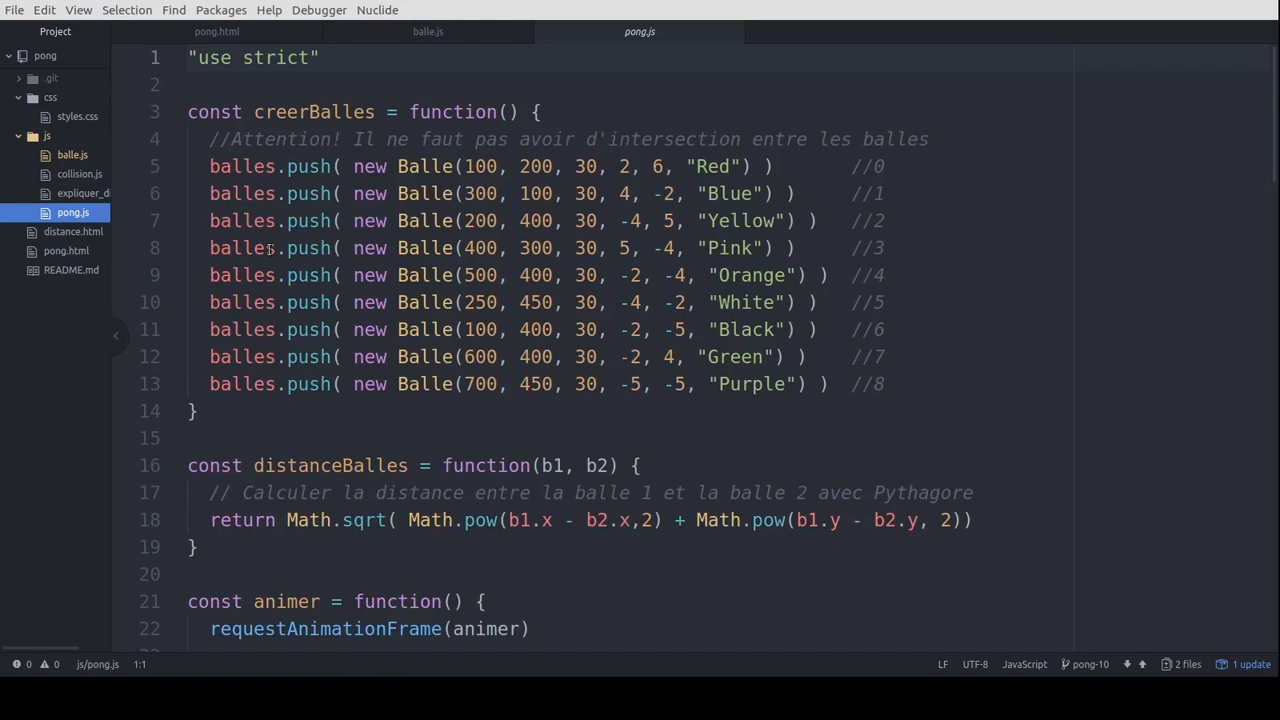 File Edit View Selection Find Packages Help Debugger Nuclide
Project pong.html balle.js pong.js
pong
.git
css
styles.css
js
balle.js
collision.js
expliquer_di
pong.js
distance.html
pong.html
README.md
1 "use strict"
2
3 const creerBalles = function() {
4 //Attention! Il ne faut pas avoir d'intersection entre les balles
5 balles.push( new Balle(100, 200, 30, 2, 6, "Red") ) //0
6 balles.push( new Balle(300, 100, 30, 4, -2, "Blue") ) //1
7 balles.push( new Balle(200, 400, 30, -4, 5, "Yellow") ) //2
8 balles.push( new Balle(400, 300, 30, 5, -4, "Pink") ) //3
9 balles.push( new Balle(500, 400, 30, -2, -4, "Orange") ) //4
10 balles.push( new Balle(250, 450, 30, -4, -2, "White") ) //5
11 balles.push( new Balle(100, 400, 30, -2, -5, "Black") ) //6
12 balles.push( new Balle(600, 400, 30, -2, 4, "Green") ) //7
13 balles.push( new Balle(700, 450, 30, -5, -5, "Purple") ) //8
14 }
15
16 const distanceBalles = function(b1, b2) {
17 // Calculer la distance entre la balle 1 et la balle 2 avec Pythagore
18 return Math.sqrt( Math.pow(b1.x - b2.x,2) + Math.pow(b1.y - b2.y, 2))
19 }
20
21 const animer = function() {
22 requestAnimationFrame(animer)
0 0 js/pong.js 1:1 LF UTF-8 JavaScript pong-10 2 files 1 update